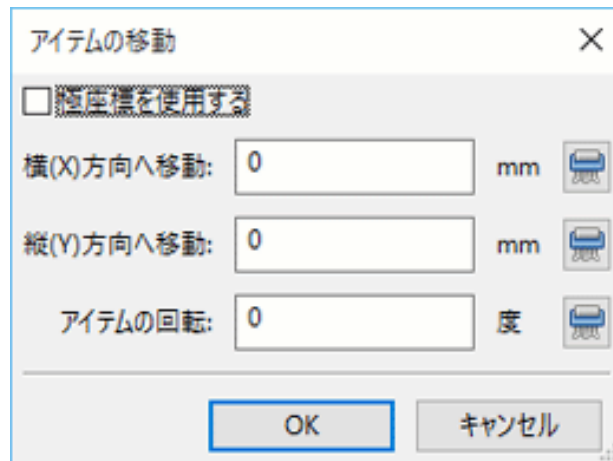 アイテムの移動
極座標を使用する
横(X)方向へ移動: 0 mm
縦(Y)方向へ移動: 0 mm
アイテムの回転: 0 度
OK キャンセル